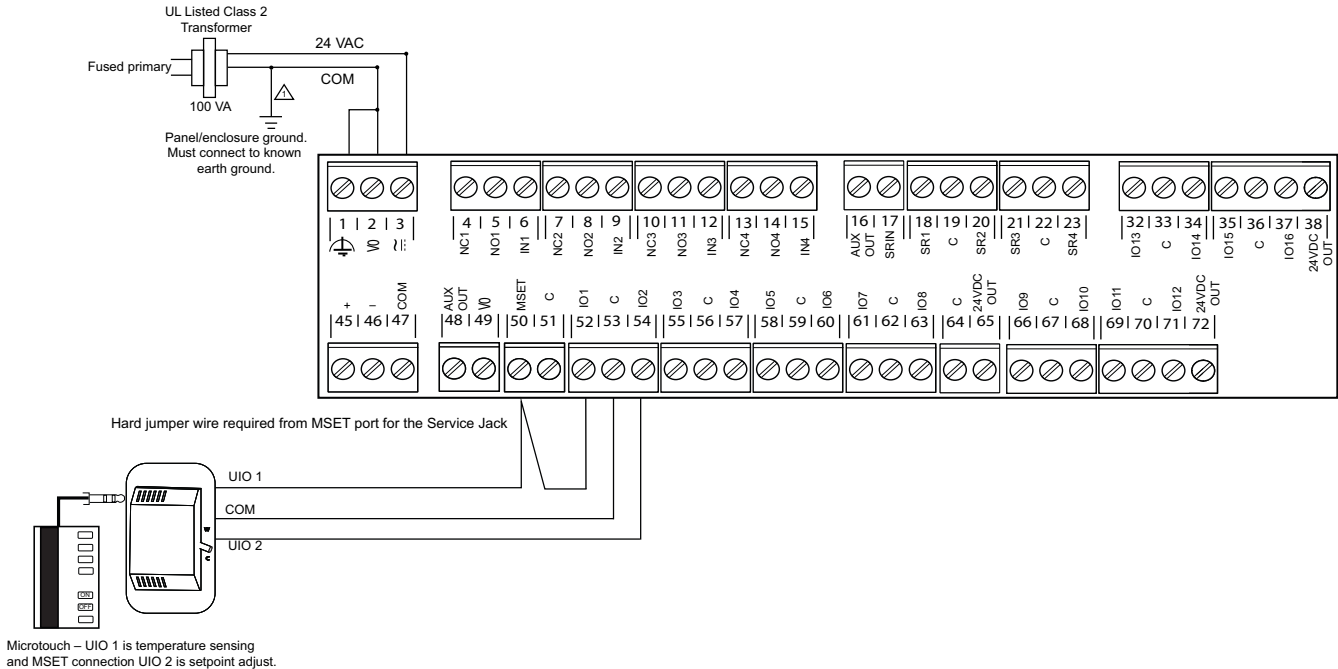 UL Listed Class 2
Transformer
24 VAC
Fused primary
COM
1
100 VA
Panel/enclosure ground.
Must connect to known
earth ground.
1 2 3 4 5 6 7 8 9 10 11 12 13 14 15 16 17 18 19 20 21 22 23 32 33 34 35 36 37 38
NC1 NO1 IN1 NC2 NO2 IN2 NC3 NO3 IN3 NC4 NO4 IN4 AUX OUT SRIN SR1 C SR2 SR3 C SR4 IO13 C IO14 IO15 C IO16 24VDC OUT
+ – COM AUX OUT MSET C IO1 C IO2 IO3 C IO4 IO5 C IO6 IO7 C IO8 C 24VDC OUT IO9 C IO10 IO11 C IO12 24VDC OUT
45 46 47 48 49 50 51 52 53 54 55 56 57 58 59 60 61 62 63 64 65 66 67 68 69 70 71 72
Hard jumper wire required from MSET port for the Service Jack
UIO 1
COM
UIO 2
W
C
ON
OFF
Microtouch – UIO 1 is temperature sensing
and MSET connection UIO 2 is setpoint adjust.